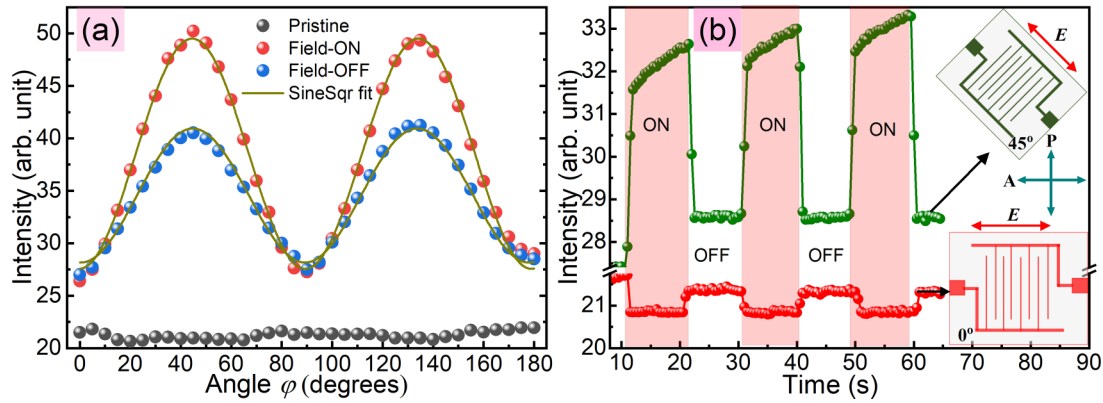 (a)
Pristine
Field-ON
Field-OFF
SineSqr fit
50
45
40
35
30
25
20
Intensity (arb. unit)
0 20 40 60 80 100 120 140 160 180
Angle φ (degrees)
(b)
33
32
31
30
29
28
21
20
Intensity (arb. unit)
ON
ON
ON
OFF
OFF
E
45º
P
A
E
0º
10 20 30 40 50 60 70 80 90
Time (s)